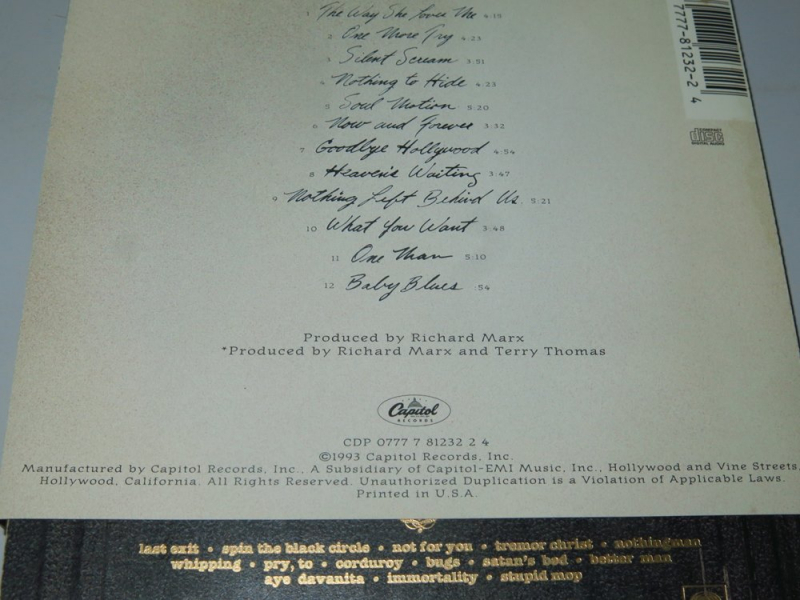 1 The Way She Loves Me 4:19
2 One More Try 4:23
3 Silent Scream 3:51
4 Nothing to Hide 4:23
5 Soul Motion 5:20
6 Now and Forever 3:32
7 Goodbye Hollywood 4:54
8 Heaven's Waiting 3:47
9 Nothing Left Behind Us 5:21
10 What You Want 3:48
11 One Man 5:10
12 Baby Blues :54
7777-81232-2 4
COMPACT
disc
DIGITAL AUDIO
Produced by Richard Marx
*Produced by Richard Marx and Terry Thomas
Capitol
RECORDS
CDP 0777 7 81232 2 4
©1993 Capitol Records, Inc.
Manufactured by Capitol Records, Inc., A Subsidiary of Capitol-EMI Music, Inc., Hollywood and Vine Streets,
Hollywood, California. All Rights Reserved. Unauthorized Duplication is a Violation of Applicable Laws.
Printed in U.S.A.
last exit • spin the black circle • not for you • tremor christ • nothingman
whipping • pry, to • corduroy • bugs • satan's bed • better man
aye davanita • immortality • stupid mop